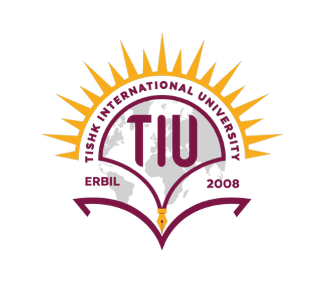 TISHK INTERNATIONAL UNIVERSITY
TIU
ERBIL
2008